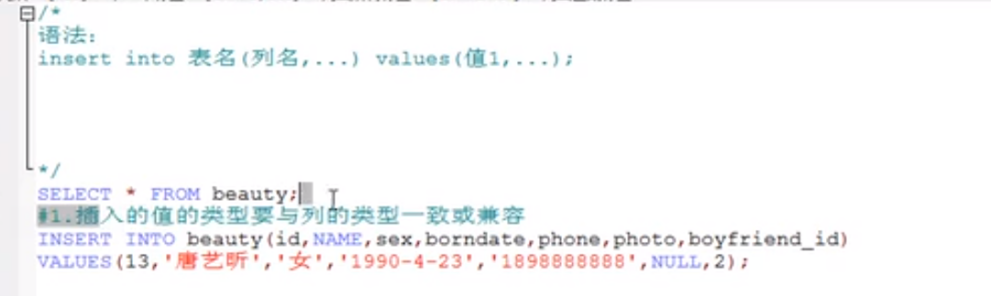 /*
语法:
insert into 表名(列名,...) values(值1,...);
*/
SELECT * FROM beauty;
#1.插入的值的类型要与列的类型一致或兼容
INSERT INTO beauty(id,NAME,sex,borndate,phone,photo,boyfriend_id)
VALUES(13,'唐艺昕','女','1990-4-23','1898888888',NULL,2);